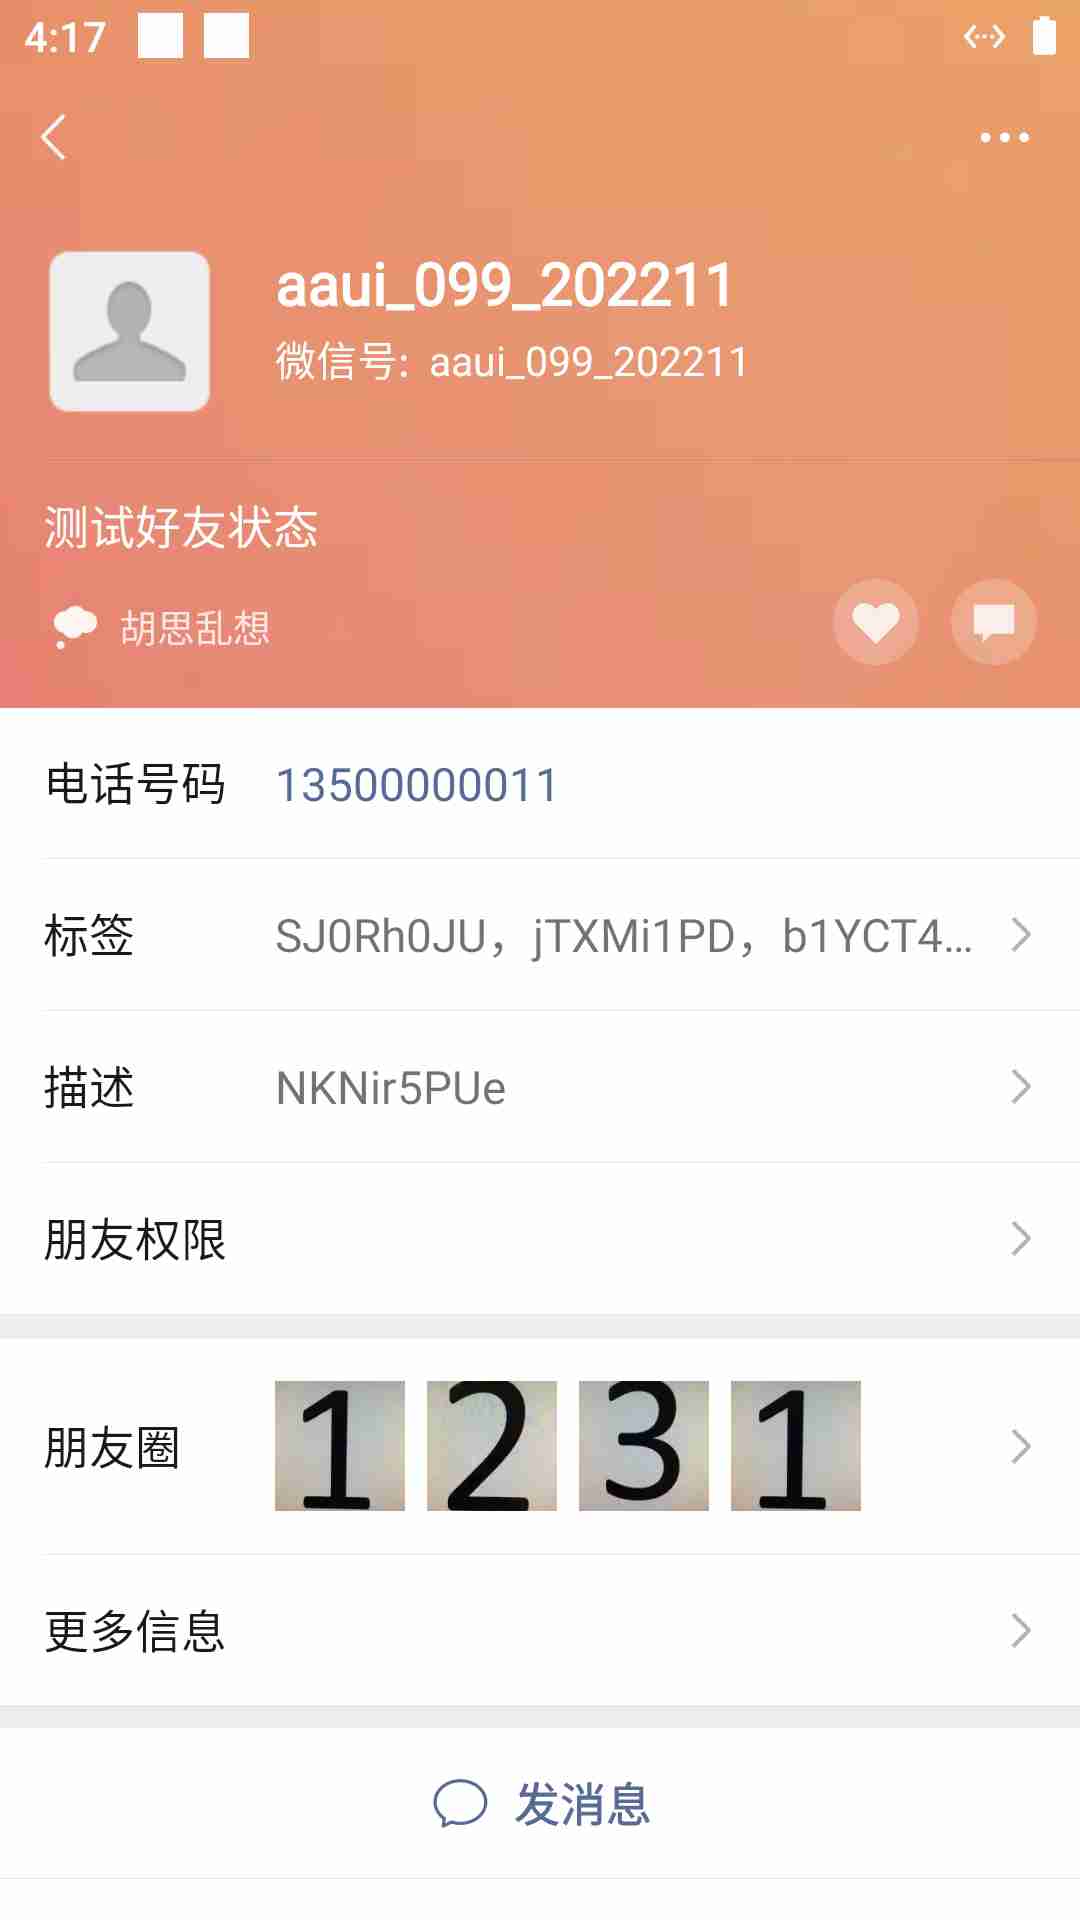 4:17
aaui_099_202211
微信号: aaui_099_202211
测试好友状态
胡思乱想
电话号码 13500000011
标签 SJ0Rh0JU，jTXMi1PD，b1YCT4...
描述 NKNir5PUe
朋友权限
朋友圈 1 2 3 1
更多信息
发消息